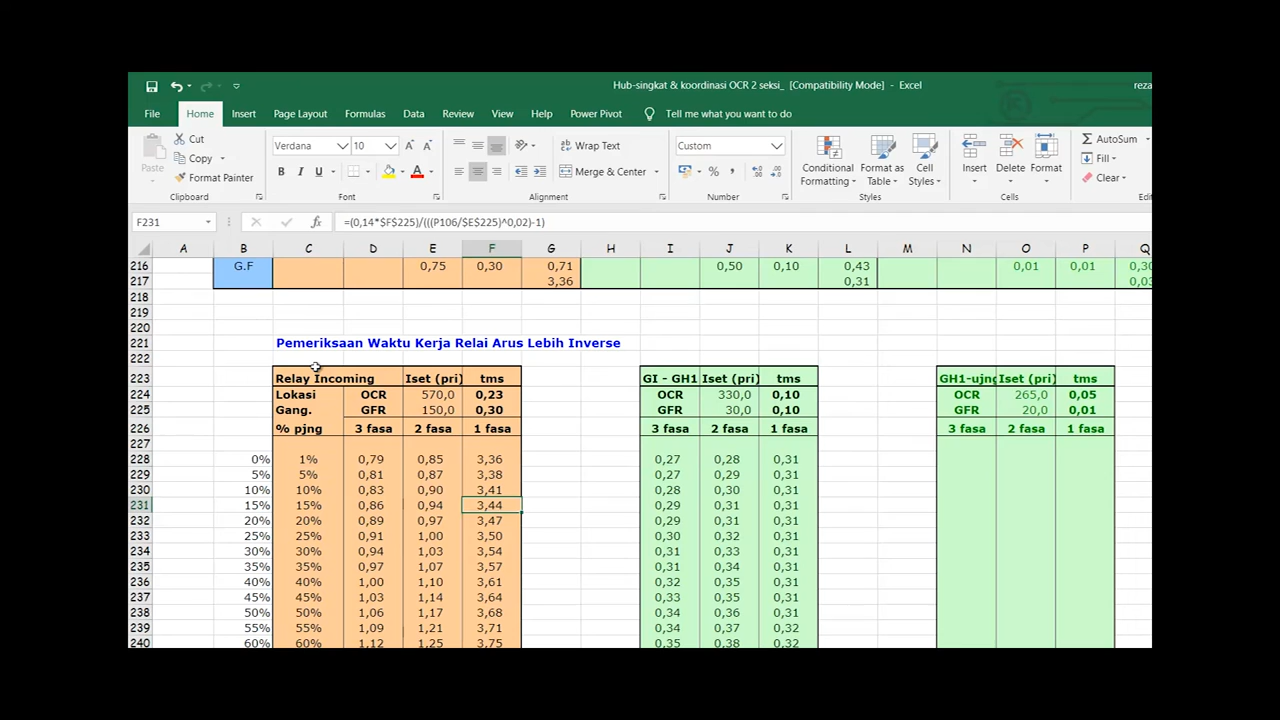 Hub-singkat & koordinasi OCR 2 seksi_ [Compatibility Mode] - Excel reza
File Home Insert Page Layout Formulas Data Review View Help Power Pivot Tell me what you want to do
Paste Cut Copy Format Painter Clipboard
Verdana 10 A A B I U A Font
ab Wrap Text Merge & Center Alignment
Custom % , Number
Conditional Formatting Format as Table Cell Styles Styles
Insert Delete Format Cells
AutoSum Fill Clear
F231 fx =(0,14*$F$225)/(((P106/$E$225)^0,02)-1)
A B C D E F G H I J K L M N O P Q
216 G.F 0,75 0,30 0,71 0,50 0,10 0,43 0,01 0,01 0,30
217 3,36 0,31 0,03
218
219
220
221 Pemeriksaan Waktu Kerja Relai Arus Lebih Inverse
222
223 Relay Incoming Iset (pri) tms GI - GH1 Iset (pri) tms GH1-ujng Iset (pri) tms
224 Lokasi OCR 570,0 0,23 OCR 330,0 0,10 OCR 265,0 0,05
225 Gang. GFR 150,0 0,30 GFR 30,0 0,10 GFR 20,0 0,01
226 % pjng 3 fasa 2 fasa 1 fasa 3 fasa 2 fasa 1 fasa 3 fasa 2 fasa 1 fasa
227
228 0% 1% 0,79 0,85 3,36 0,27 0,28 0,31
229 5% 5% 0,81 0,87 3,38 0,27 0,29 0,31
230 10% 10% 0,83 0,90 3,41 0,28 0,30 0,31
231 15% 15% 0,86 0,94 3,44 0,29 0,31 0,31
232 20% 20% 0,89 0,97 3,47 0,29 0,31 0,31
233 25% 25% 0,91 1,00 3,50 0,30 0,32 0,31
234 30% 30% 0,94 1,03 3,54 0,31 0,33 0,31
235 35% 35% 0,97 1,07 3,57 0,31 0,34 0,31
236 40% 40% 1,00 1,10 3,61 0,32 0,35 0,31
237 45% 45% 1,03 1,14 3,64 0,33 0,35 0,31
238 50% 50% 1,06 1,17 3,68 0,34 0,36 0,31
239 55% 55% 1,09 1,21 3,71 0,34 0,37 0,32
240 60% 60% 1,12 1,25 3,75 0,35 0,38 0,32